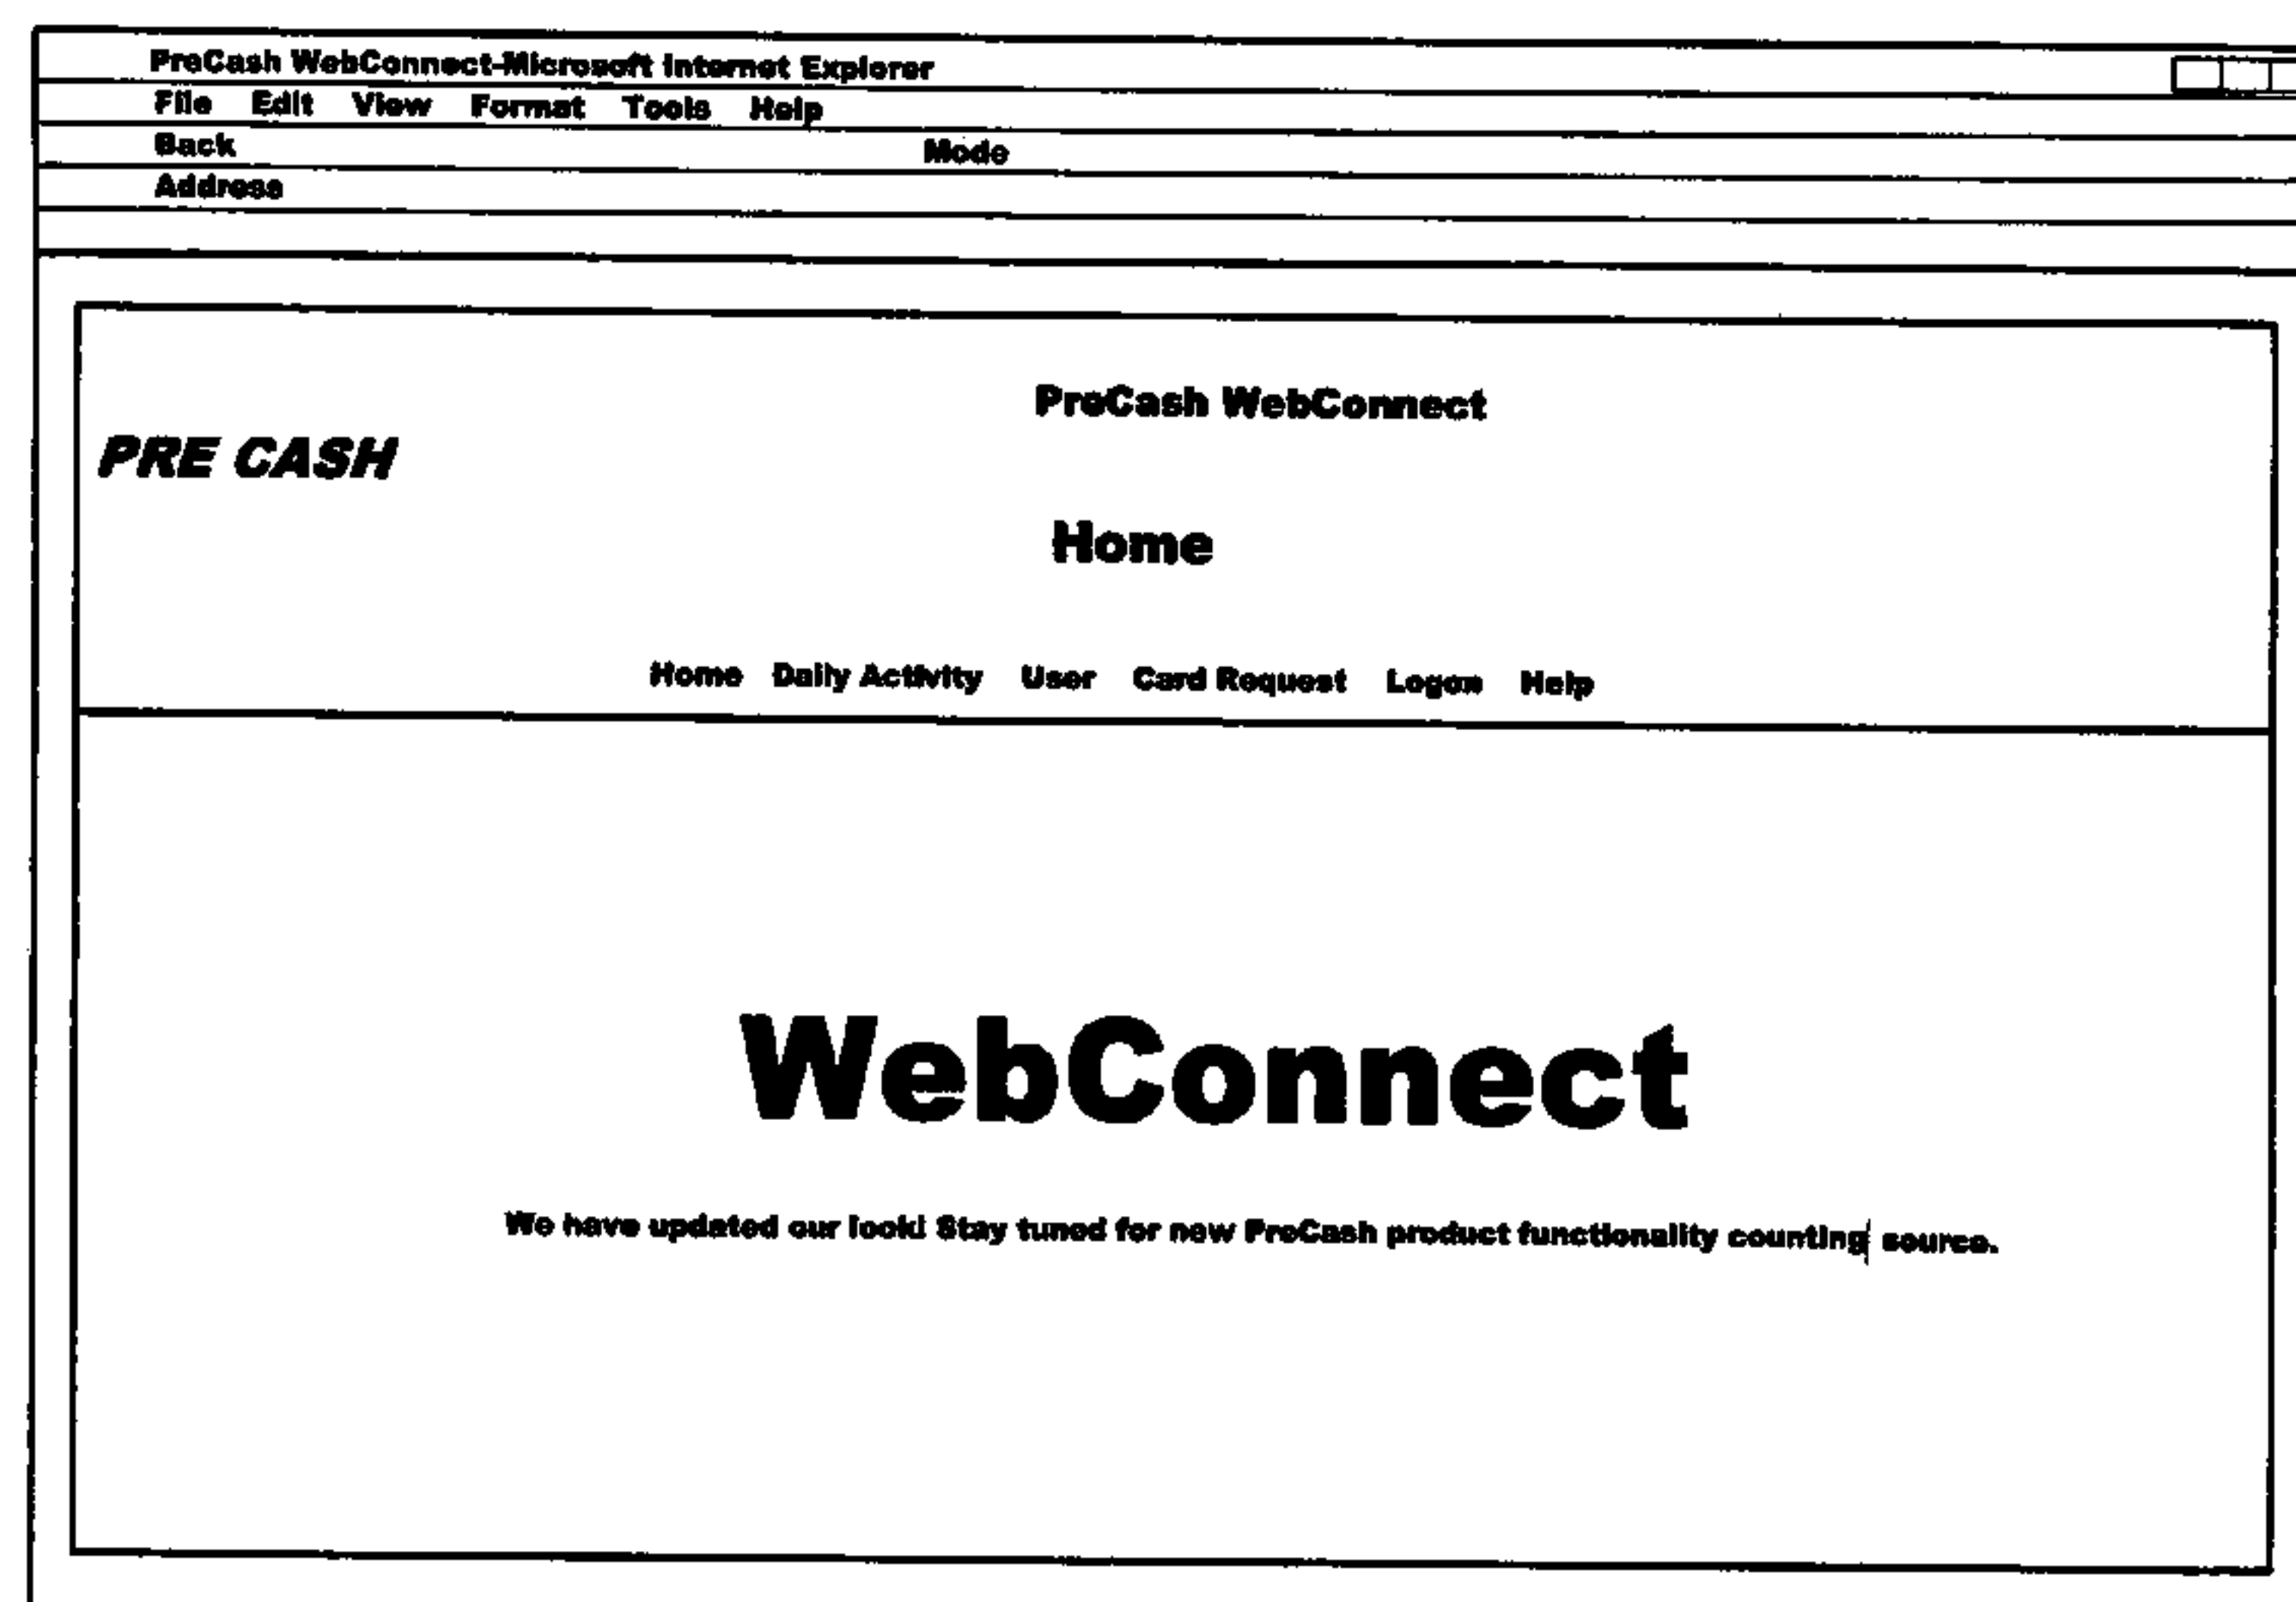 PreCash WebConnect-Microsoft Internet Explorer
File Edit View Format Tools Help
Back Mode
Address
PreCash WebConnect
PRE CASH
Home
Home Daily Activity User Card Request Logon Help
WebConnect
We have updated our look! Stay tuned for new PreCash product functionality counting source.